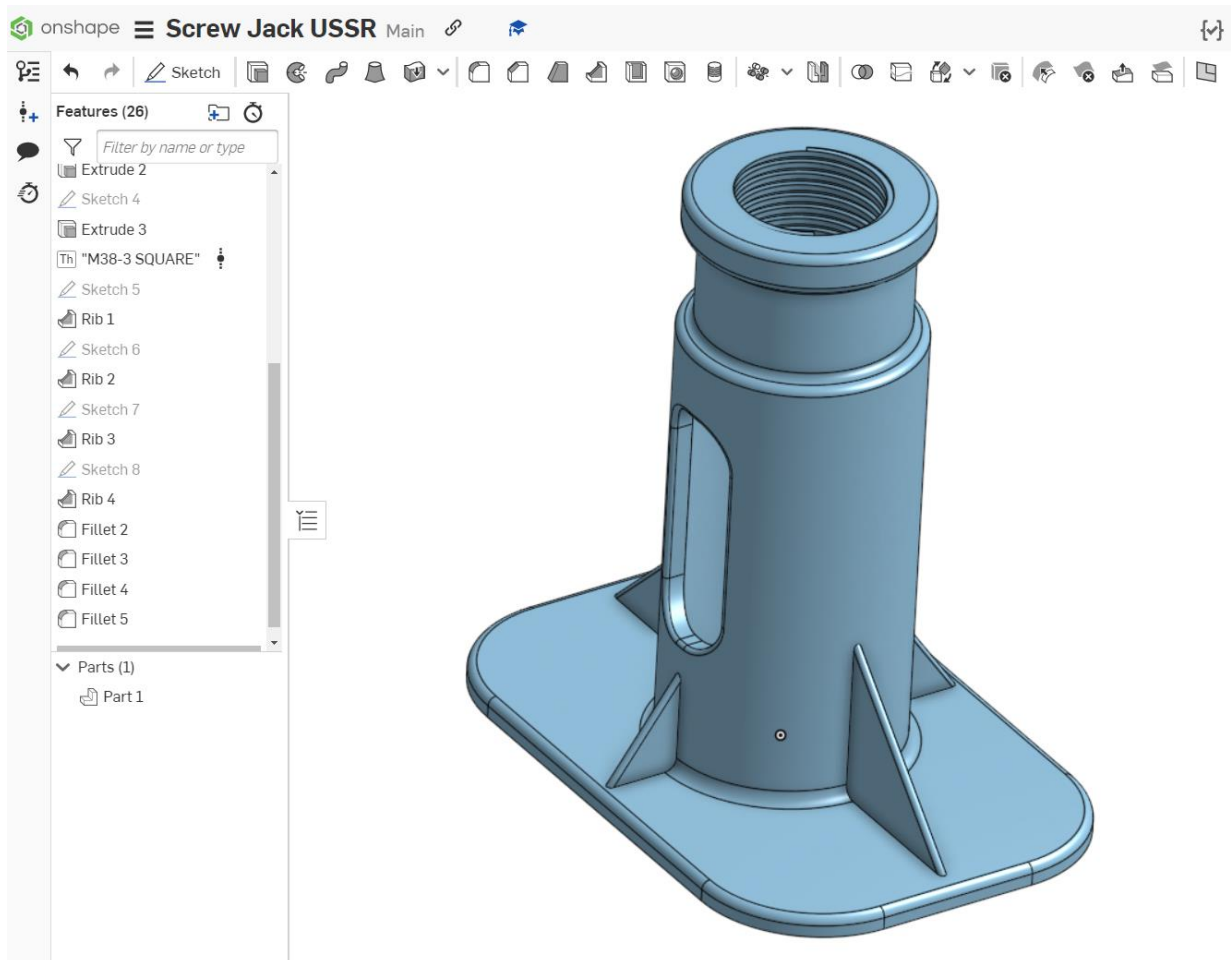 onshape Screw Jack USSR Main
Sketch
Features (26)
Filter by name or type
Extrude 2
Sketch 4
Extrude 3
Th "M38-3 SQUARE"
Sketch 5
Rib 1
Sketch 6
Rib 2
Sketch 7
Rib 3
Sketch 8
Rib 4
Fillet 2
Fillet 3
Fillet 4
Fillet 5
Parts (1)
Part 1